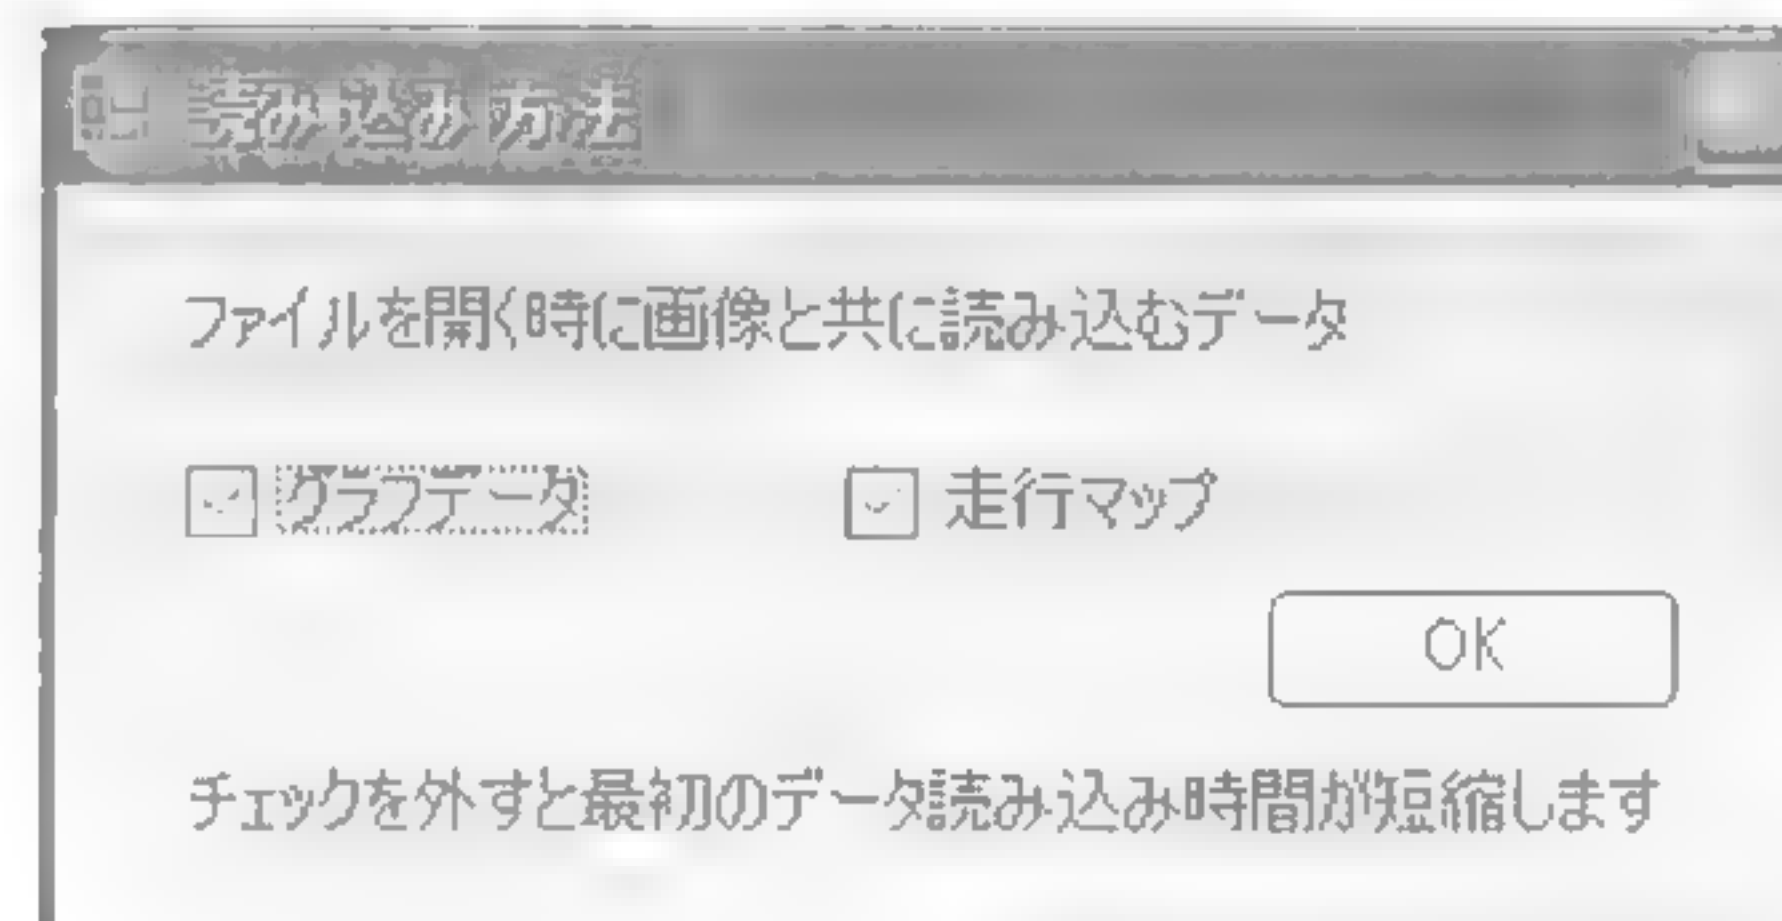 読み込み方法
ファイルを開く時に画像と共に読み込むデータ
グラフデータ 走行マップ
OK
チェックを外すと最初のデータ読み込み時間が短縮します